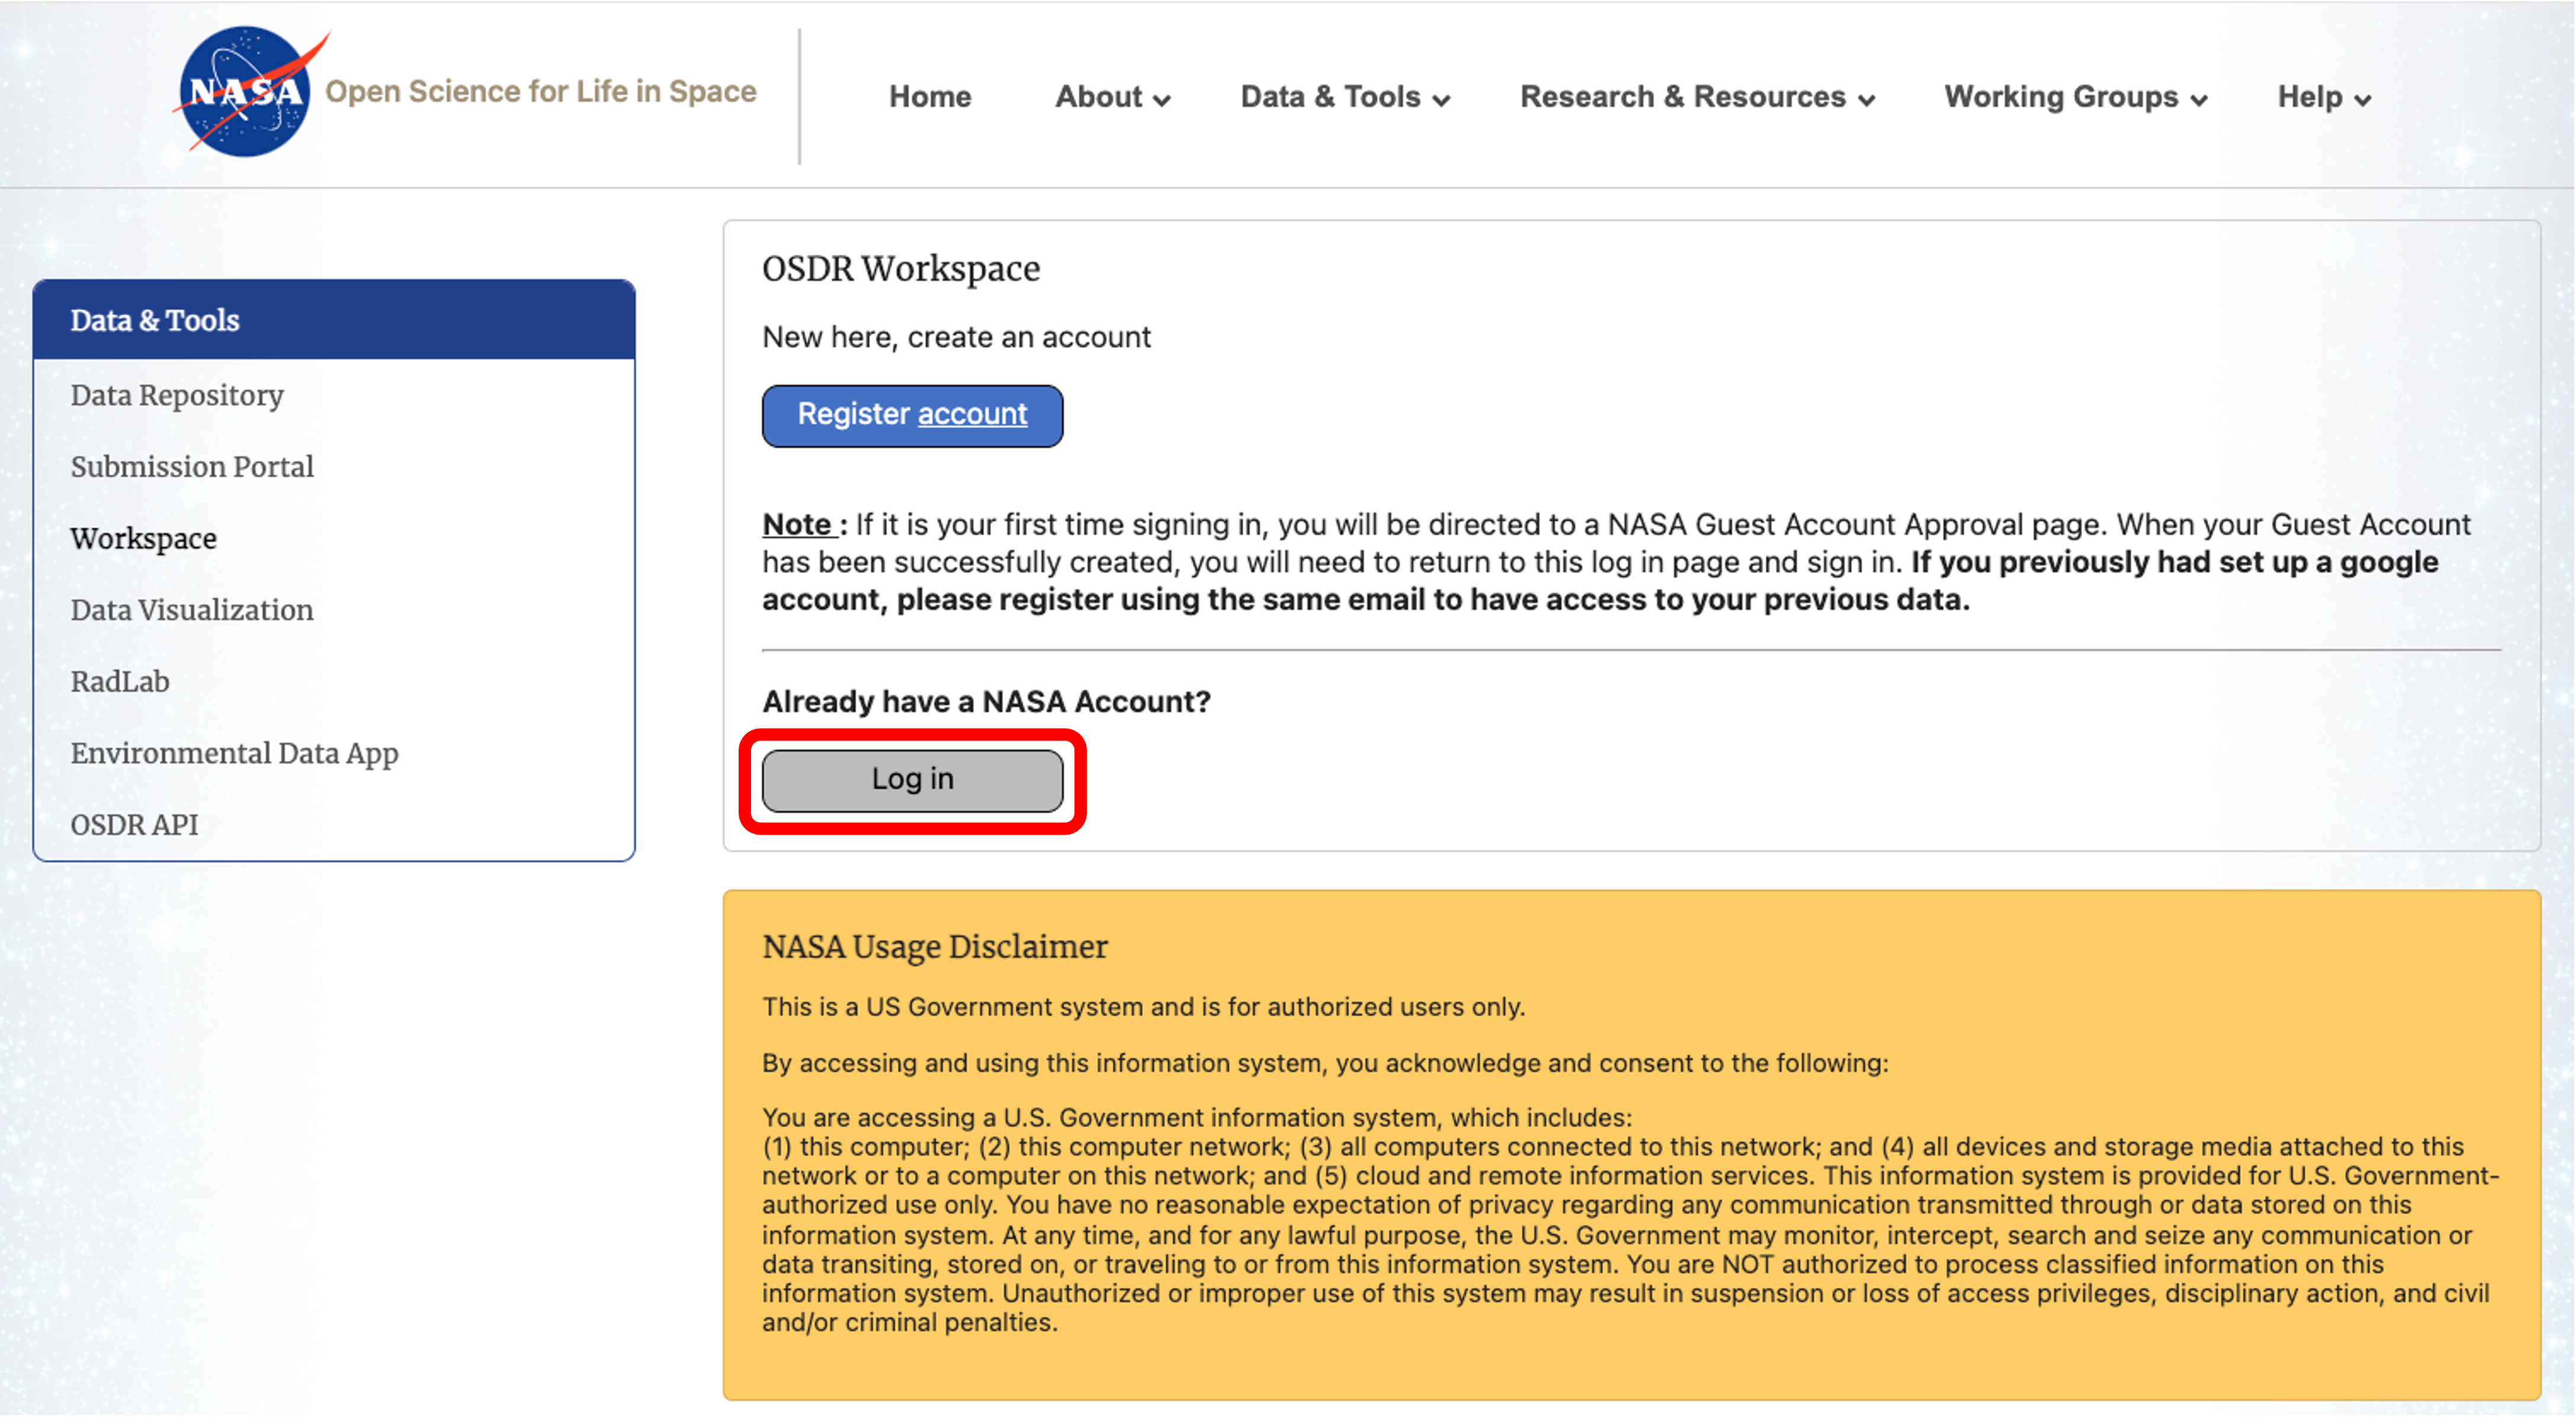 NASA
Open Science for Life in Space
Home
About
Data & Tools
Research & Resources
Working Groups
Help
Data & Tools
Data Repository
Submission Portal
Workspace
Data Visualization
RadLab
Environmental Data App
OSDR API
OSDR Workspace
New here, create an account
Register account
Note : If it is your first time signing in, you will be directed to a NASA Guest Account Approval page. When your Guest Account
has been successfully created, you will need to return to this log in page and sign in. If you previously had set up a google
account, please register using the same email to have access to your previous data.
Already have a NASA Account?
Log in
NASA Usage Disclaimer
This is a US Government system and is for authorized users only.
By accessing and using this information system, you acknowledge and consent to the following:
You are accessing a U.S. Government information system, which includes:
(1) this computer; (2) this computer network; (3) all computers connected to this network; and (4) all devices and storage media attached to this
network or to a computer on this network; and (5) cloud and remote information services. This information system is provided for U.S. Government-
authorized use only. You have no reasonable expectation of privacy regarding any communication transmitted through or data stored on this
information system. At any time, and for any lawful purpose, the U.S. Government may monitor, intercept, search and seize any communication or
data transiting, stored on, or traveling to or from this information system. You are NOT authorized to process classified information on this
information system. Unauthorized or improper use of this system may result in suspension or loss of access privileges, disciplinary action, and civil
and/or criminal penalties.